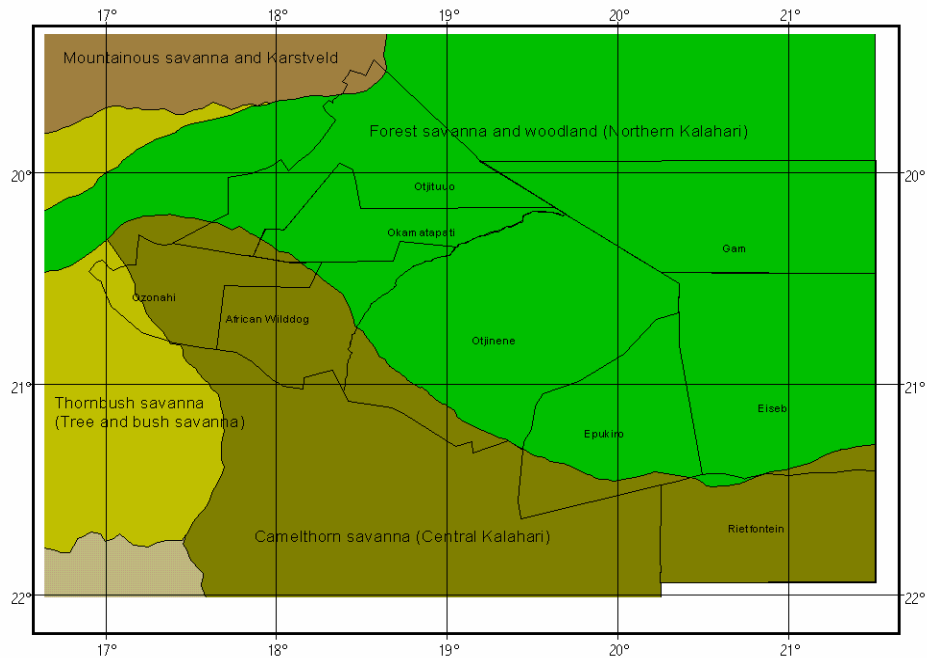 17° 18° 19° 20° 21°
Mountainous savanna and Karstveld
Forest savanna and woodland (Northern Kalahari)
20° 20°
Otjituuo
Okamatapati
Gam
Ozonahi
African Wilddog
Otjinene
21° 21°
Thornbush savanna
(Tree and bush savanna)
Eiseb
Epukiro
Rietfontein
Camelthorn savanna (Central Kalahari)
22° 22°
17° 18° 19° 20° 21°